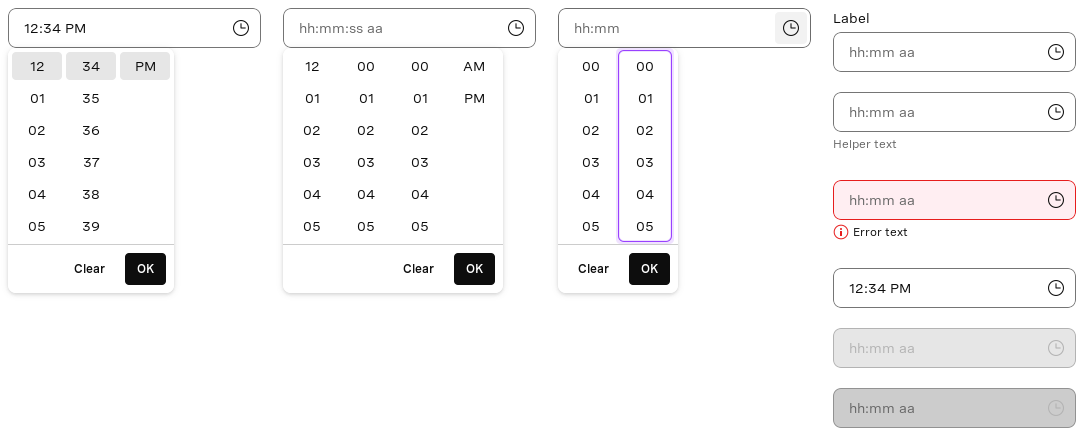 12:34 PM
12 34 PM
01 35
02 36
03 37
04 38
05 39
Clear OK
hh:mm:ss aa
12 00 00 AM
01 01 01 PM
02 02 02
03 03 03
04 04 04
05 05 05
Clear OK
hh:mm
00 00
01 01
02 02
03 03
04 04
05 05
Clear OK
Label
hh:mm aa
hh:mm aa
Helper text
hh:mm aa
Error text
12:34 PM
hh:mm aa
hh:mm aa